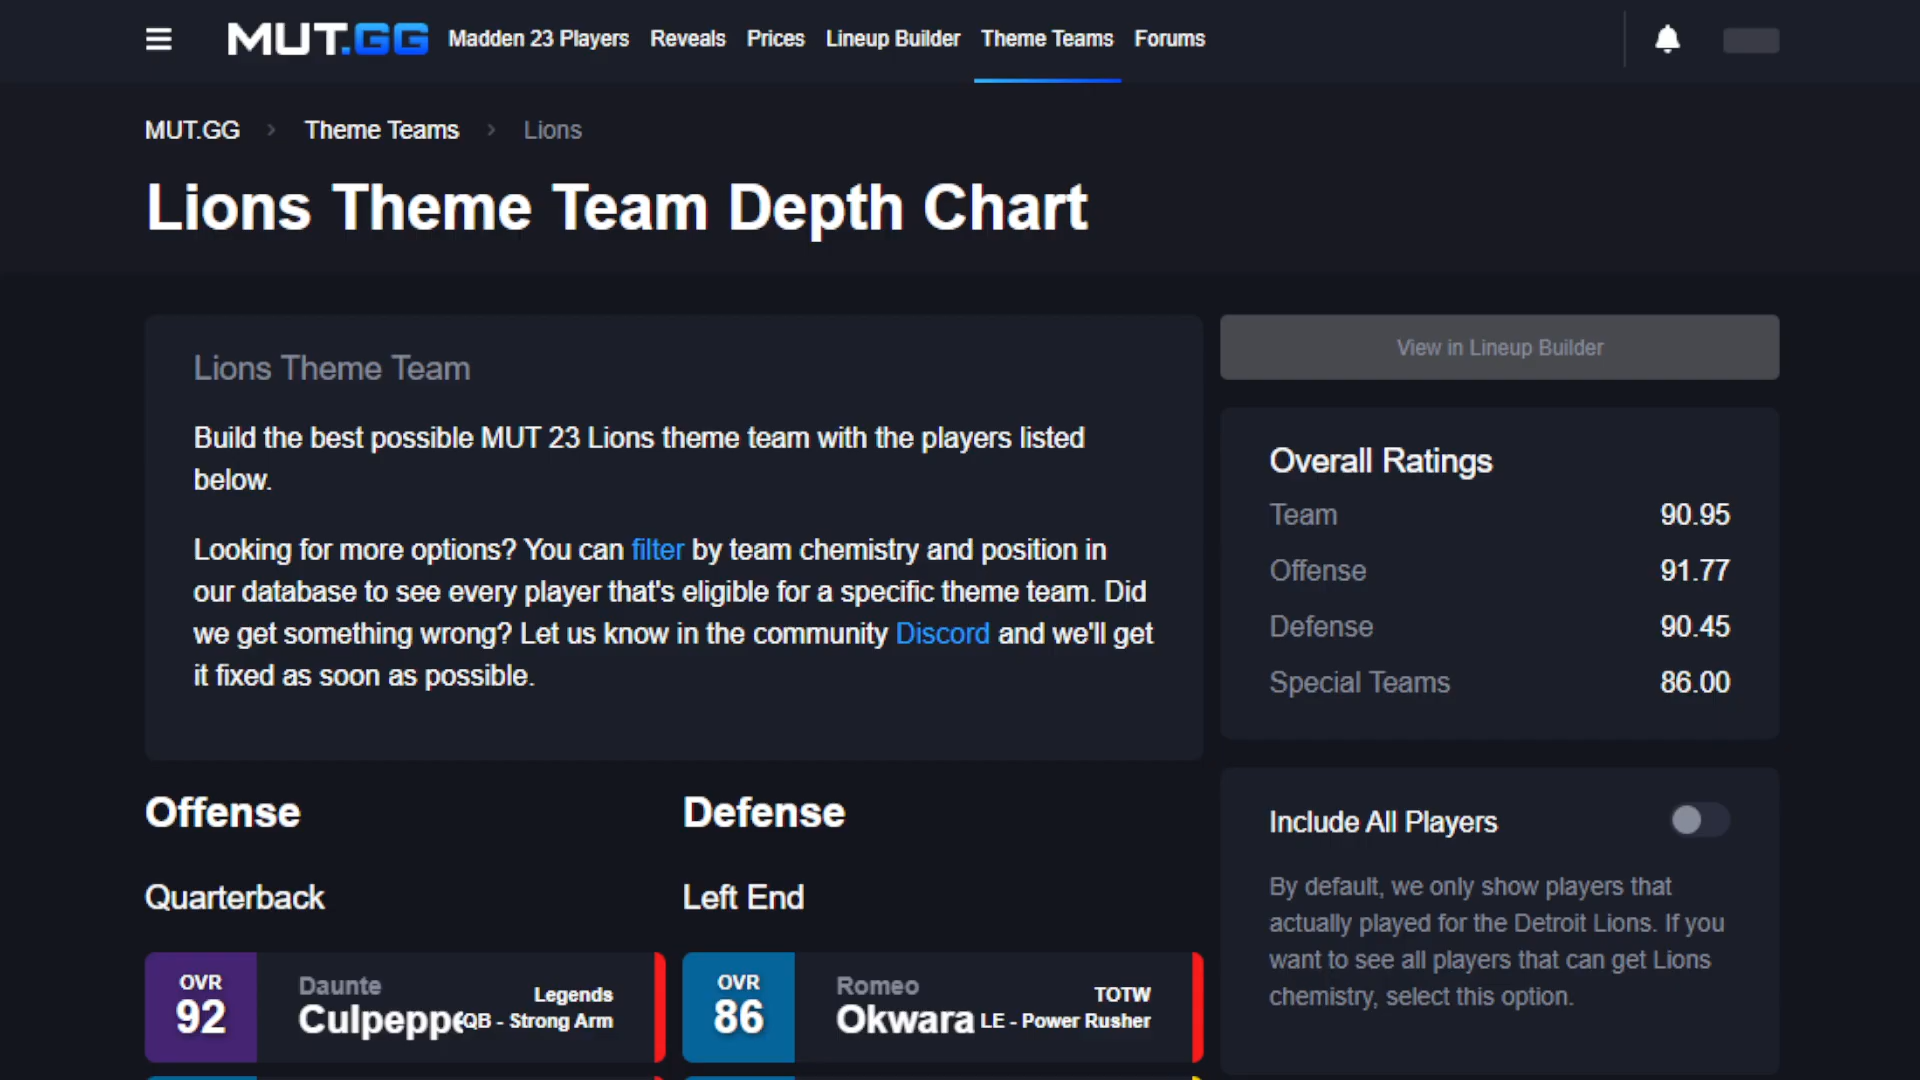 MUT.GG Madden 23 Players Reveals Prices Lineup Builder Theme Teams Forums
MUT.GG > Theme Teams > Lions
Lions Theme Team Depth Chart
Lions Theme Team
Build the best possible MUT 23 Lions theme team with the players listed
below.
Looking for more options? You can filter by team chemistry and position in
our database to see every player that's eligible for a specific theme team. Did
we get something wrong? Let us know in the community Discord and we'll get
it fixed as soon as possible.
View in Lineup Builder
Overall Ratings
Team 90.95
Offense 91.77
Defense 90.45
Special Teams 86.00
Include All Players
By default, we only show players that
actually played for the Detroit Lions. If you
want to see all players that can get Lions
chemistry, select this option.
Offense
Quarterback
OVR
92
Daunte
Culpeppe
Legends
QB - Strong Arm
Defense
Left End
OVR
86
Romeo
Okwara
TOTW
LE - Power Rusher